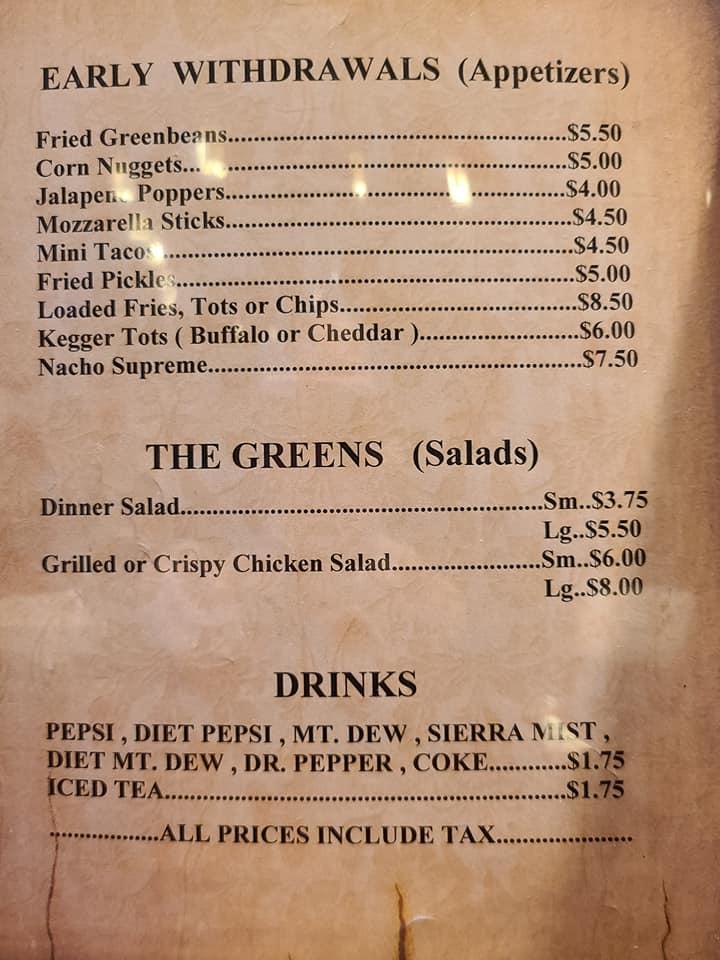 EARLY WITHDRAWALS (Appetizers)
Fried Greenbeans..........................................................$5.50
Corn Nuggets... ..........................................................$5.00
Jalapeno Poppers..........................................................$4.00
Mozzarella Sticks..........................................................$4.50
Mini Tacos..........................................................$4.50
Fried Pickles..........................................................$5.00
Loaded Fries, Tots or Chips........................................$8.50
Kegger Tots ( Buffalo or Cheddar )...........................$6.00
Nacho Supreme..........................................................$7.50
THE GREENS (Salads)
Dinner Salad..........................................................Sm..$3.75
Lg..$5.50
Grilled or Crispy Chicken Salad.......................Sm..$6.00
Lg..$8.00
DRINKS
PEPSI , DIET PEPSI , MT. DEW , SIERRA MIST ,
DIET MT. DEW , DR. PEPPER , COKE............$1.75
ICED TEA..........................................................$1.75
.................ALL PRICES INCLUDE TAX.....................